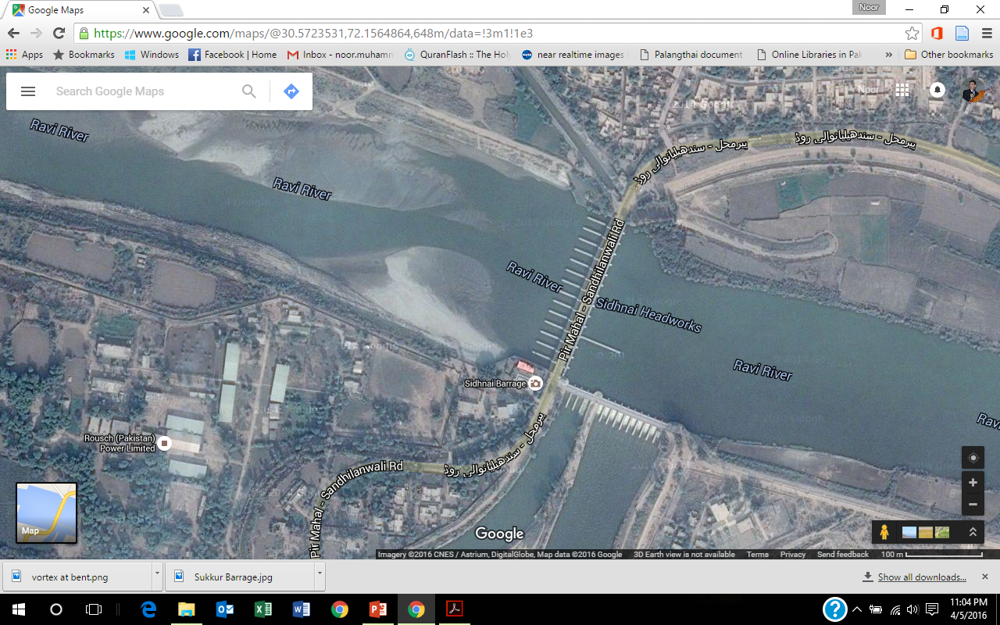 Google Maps
Noor
https://www.google.com/maps/@30.5723531,72.1564864,648m/data=!3m1!1e3
Apps
Bookmarks
Windows
Facebook | Home
Inbox - noor.muhamm
QuranFlash :: The Holy
near realtime images
Palangthai document
Online Libraries in Pak
»
Other bookmarks
Search Google Maps
Noor
Ravi River
پیرمحل - سندھیلیانوالی روڈ
پیرمحل - سندھیلیانوالی روڈ
Ravi River
Ravi River
Pir Mahal - Sandhilanwali Rd
Sidhnai Headworks
Ravi River
Sidhnai Barrage
Rousch (Pakistan)
Power Limited
پیرمحل - سندھیلیانوالی روڈ
Pir Mahal - Sandhilanwali Rd
Map
Google
Imagery ©2016 CNES / Astrium, DigitalGlobe, Map data ©2016 Google
3D Earth view is not available
Terms
Privacy
Send feedback
100 m
vortex at bent.png
Sukkur Barrage.jpg
Show all downloads...
11:04 PM
4/5/2016